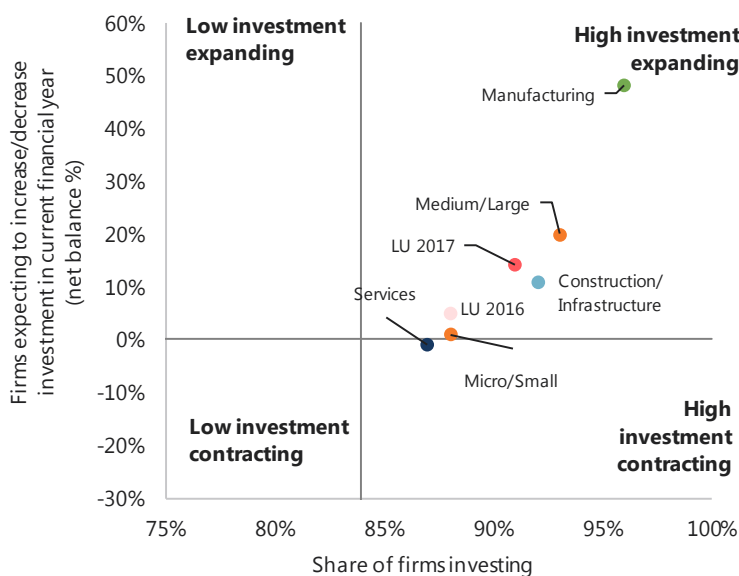 Firms expecting to increase/decrease
investment in current financial year
(net balance %)
60%
50%
40%
30%
20%
10%
0%
-10%
-20%
-30%
Low investment
expanding
High investment
expanding
Manufacturing
Medium/Large
LU 2017
Construction/
Infrastructure
Services
LU 2016
Micro/Small
Low investment
contracting
High
investment
contracting
75%
80%
85%
90%
95%
100%
Share of firms investing